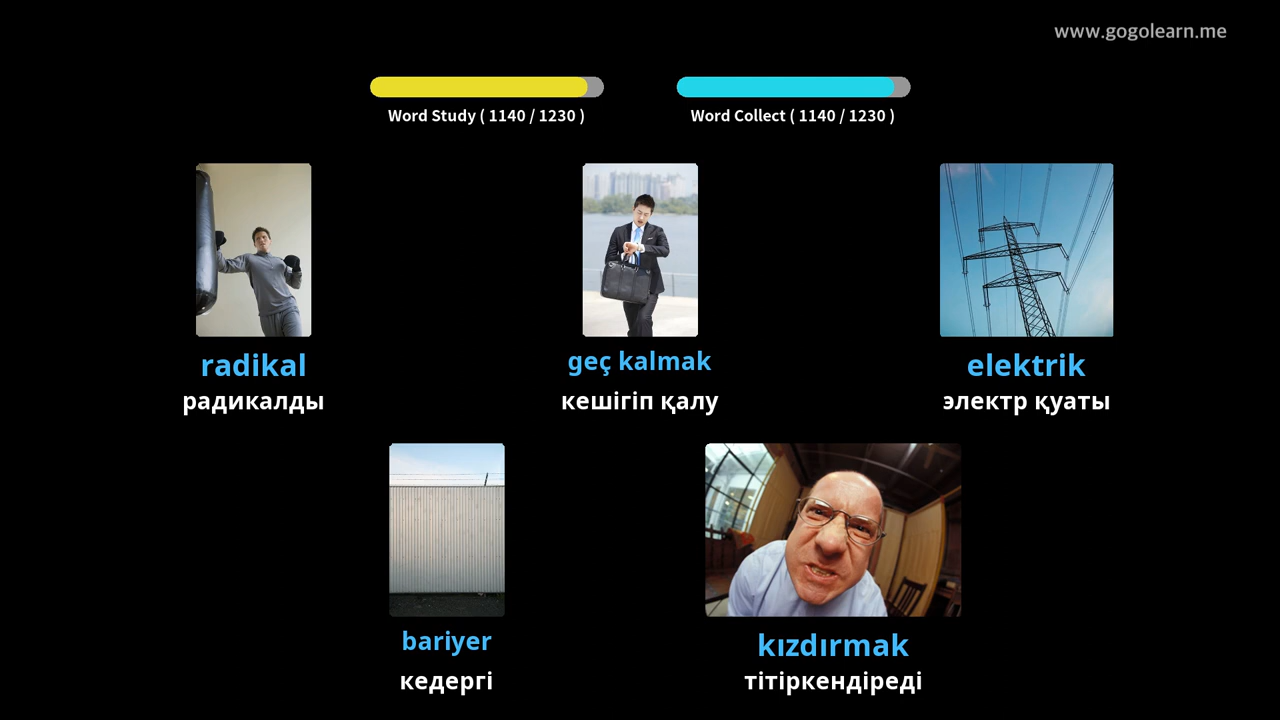 www.gogolearn.me
Word Study ( 1140 / 1230 )
Word Collect ( 1140 / 1230 )
radikal
радикалды
geç kalmak
кешігіп қалу
elektrik
электр қуаты
bariyer
кедергі
kızdırmak
тітіркендіреді